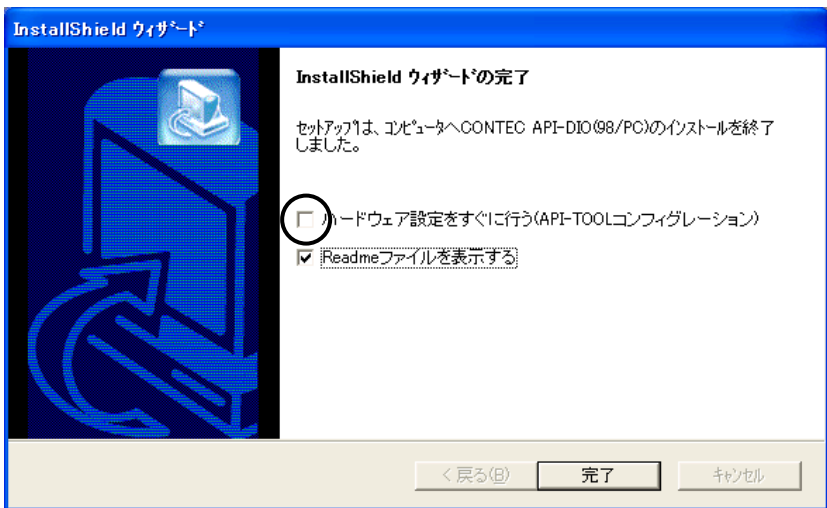 InstallShield ウィザード
InstallShield ウィザードの完了
セットアップは、コンピュータへCONTEC API-DIO(98/PC)のインストールを終了
しました。
ハードウェア設定をすぐに行う(API-TOOLコンフィグレーション)
Readmeファイルを表示する
< 戻る(B)
完了
キャンセル